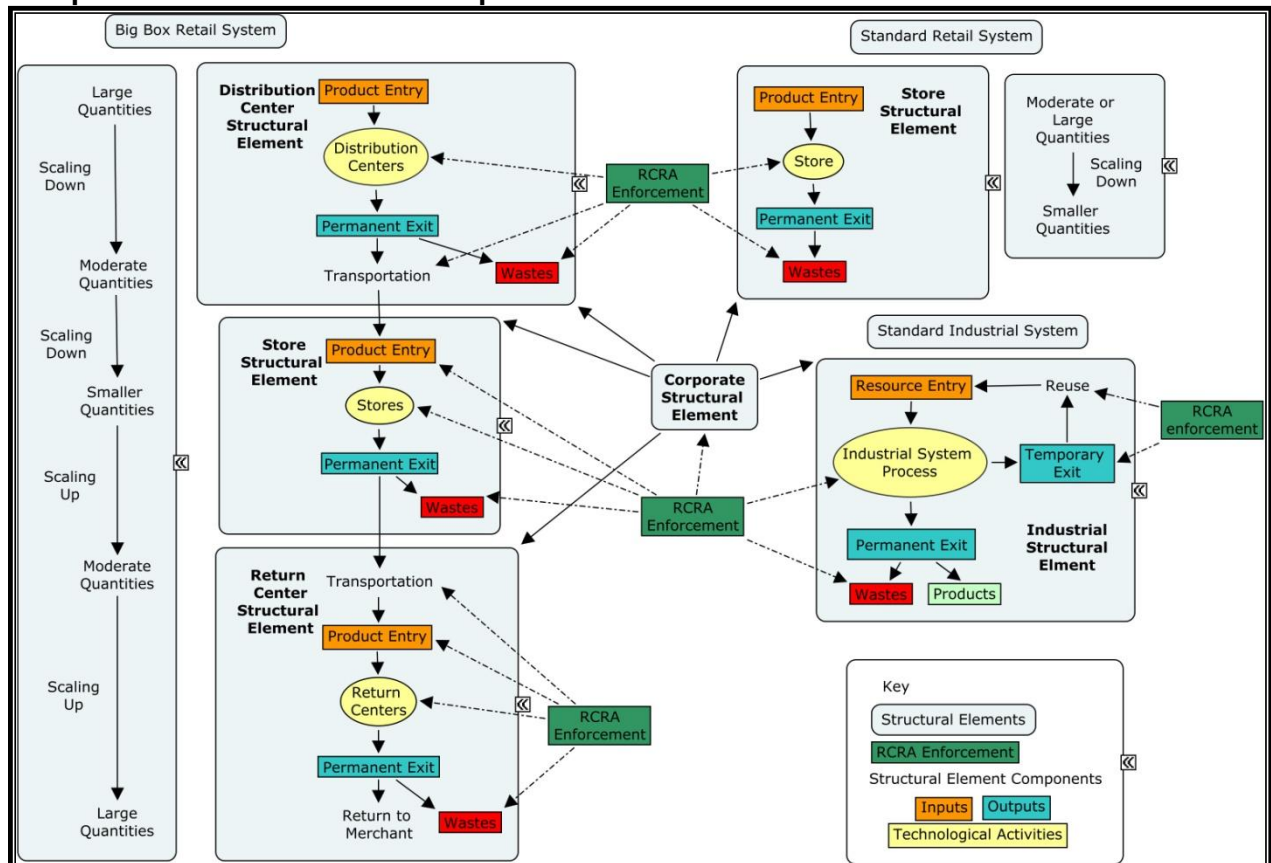 Big Box Retail System
Standard Retail System
Large
Quantities
Scaling
Down
Moderate
Quantities
Scaling
Down
Smaller
Quantities
Scaling
Up
Moderate
Quantities
Scaling
Up
Large
Quantities
Distribution
Center
Structural
Element
Product Entry
Distribution
Centers
Permanent Exit
Transportation
Wastes
RCRA
Enforcement
Product Entry
Store
Structural
Element
Store
Permanent Exit
Wastes
Moderate or
Large
Quantities
Scaling
Down
Smaller
Quantities
Store
Structural
Element
Product Entry
Stores
Permanent Exit
Wastes
Corporate
Structural
Element
RCRA
Enforcement
Standard Industrial System
Resource Entry
Reuse
Industrial System
Process
Temporary
Exit
Permanent Exit
Industrial
Structural
Elment
Wastes
Products
RCRA
enforcement
Return
Center
Structural
Element
Transportation
Product Entry
Return
Centers
Permanent Exit
Return to
Merchant
Wastes
RCRA
Enforcement
Key
Structural Elements
RCRA Enforcement
Structural Element Components
Inputs
Outputs
Technological Activities